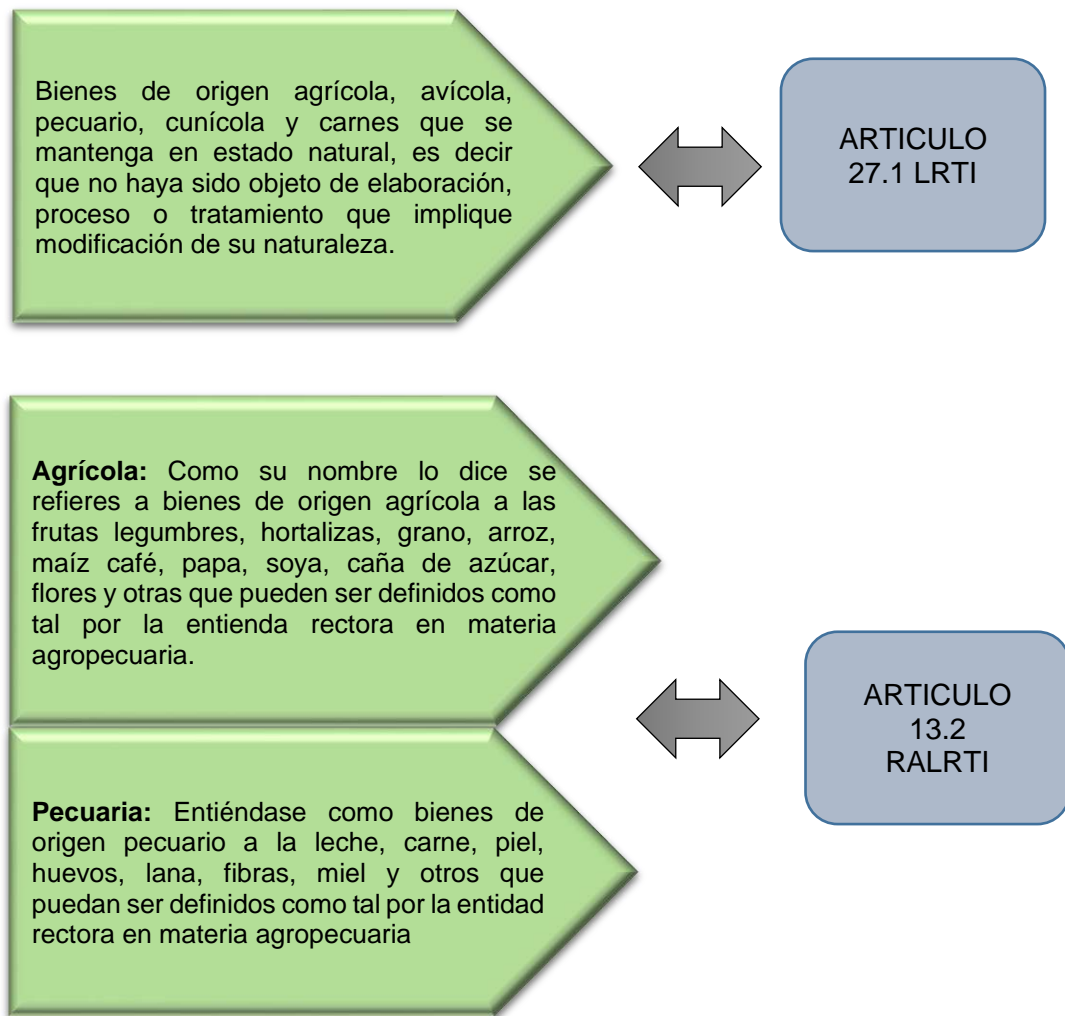 Bienes de origen agrícola, avícola,
pecuario, cunícola y carnes que se
mantenga en estado natural, es decir
que no haya sido objeto de elaboración,
proceso o tratamiento que implique
modificación de su naturaleza.
ARTICULO
27.1 LRTI
Agrícola: Como su nombre lo dice se
refieres a bienes de origen agrícola a las
frutas legumbres, hortalizas, grano, arroz,
maíz café, papa, soya, caña de azúcar,
flores y otras que pueden ser definidos como
tal por la entienda rectora en materia
agropecuaria.
Pecuaria: Entiéndase como bienes de
origen pecuario a la leche, carne, piel,
huevos, lana, fibras, miel y otros que
puedan ser definidos como tal por la entidad
rectora en materia agropecuaria
ARTICULO
13.2
RALRTI